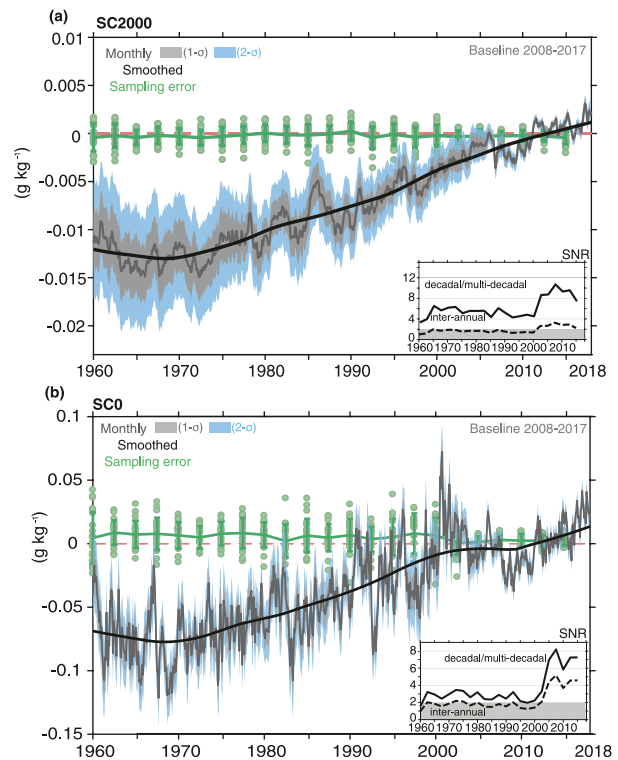 (a)
SC2000
0.01
Monthly (1-σ) (2-σ) Baseline 2008-2017
Smoothed
Sampling error
0.005
0
-0.005
-0.01
-0.015
-0.02
(g kg⁻¹)
SNR
12
8
4
0
decadal/multi-decadal
inter-annual
1960 1970 1980 1990 2000 2010
1960 1970 1980 1990 2000 2010 2018
(b)
SC0
0.1
Monthly (1-σ) (2-σ) Baseline 2008-2017
Smoothed
Sampling error
0.05
0
-0.05
-0.1
-0.15
(g kg⁻¹)
SNR
8
6
4
2
0
decadal/multi-decadal
inter-annual
1960 1970 1980 1990 2000 2010
1960 1970 1980 1990 2000 2010 2018